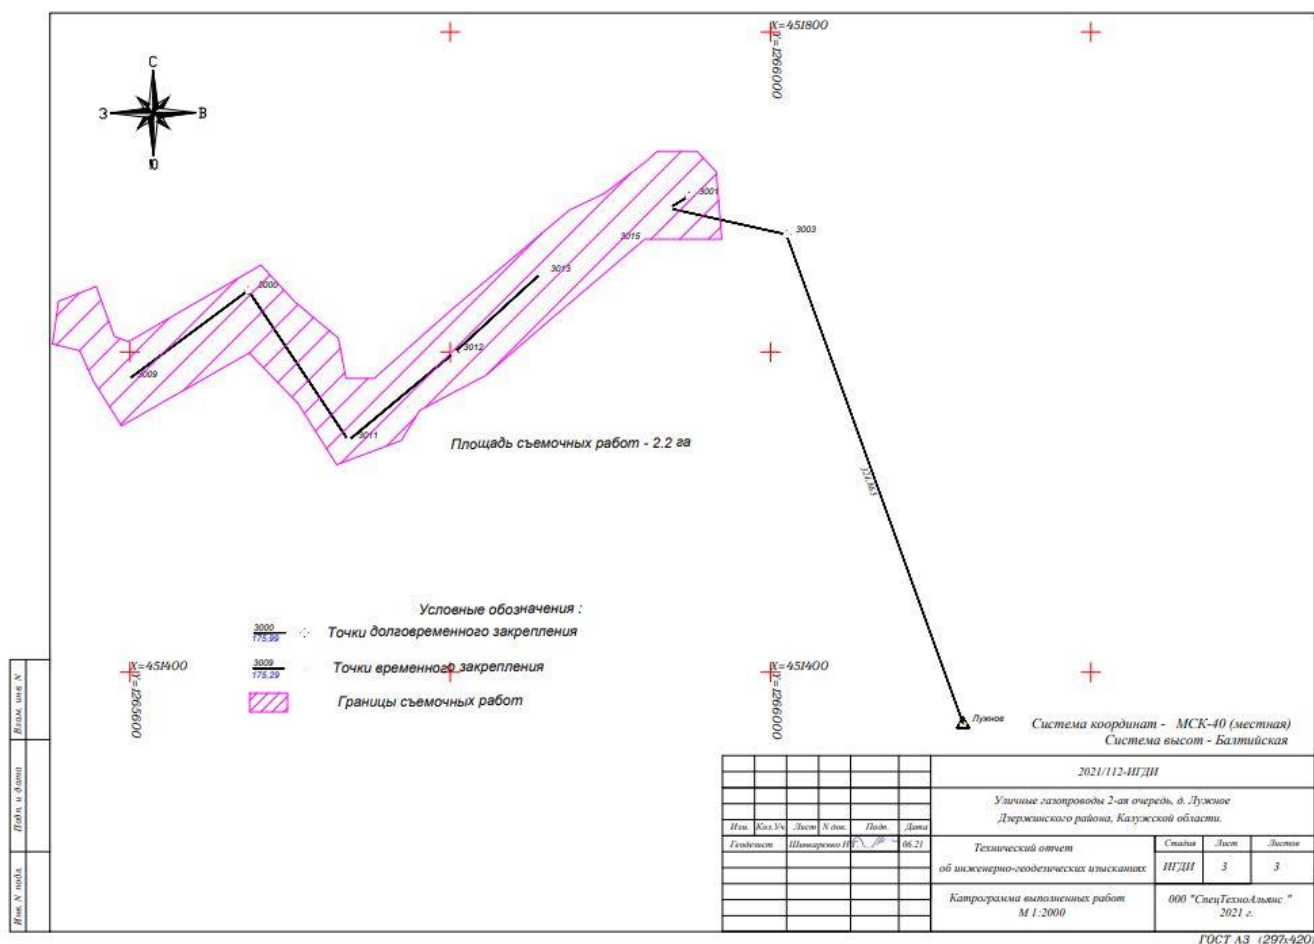 X=451800
Y=1266000
С
З
В
Ю
3001
3003
3015
3013
3000
3012
3009
3011
Площадь съемочных работ - 2.2 га
324.865
Условные обозначения :
3000
175.99
Точки долговременного закрепления
3009
175.29
Точки временного закрепления
Границы съемочных работ
X=451400
Y=1265600
X=451400
Y=1266000
Лужное
Система координат - МСК-40 (местная)
Система высот - Балтийская
2021/112-ИГДИ
Уличные газопроводы 2-ая очередь, д. Лужное
Дзержинского района, Калужской области.
Изм. Кол.Уч. Лист N док. Подп. Дата
Геодезист Шинкаренко 06.21
Технический отчет
об инженерно-геодезических изысканиях
Стадия Лист Листов
ИГДИ 3 3
Катрограмма выполненных работ
М 1:2000
ООО "СпецТехноАльянс "
2021 г.
Взам. инв. N
Подп. и дата
Инв. N подл.
ГОСТ А3 (297х420)